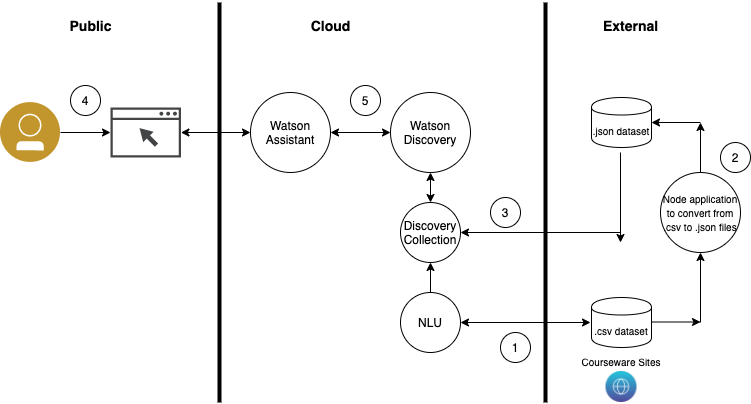 Public
Cloud
External
4
5
Watson
Assistant
Watson
Discovery
.json dataset
2
Node application
to convert from
csv to .json files
3
Discovery
Collection
NLU
1
.csv dataset
Courseware Sites